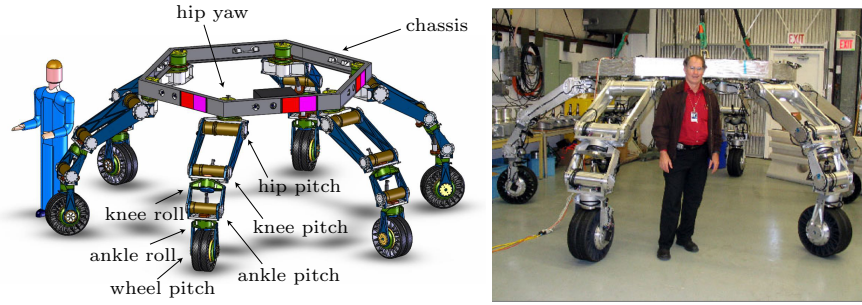 hip yaw
chassis
hip pitch
knee roll
knee pitch
ankle roll
ankle pitch
wheel pitch
EXIT
EXIT